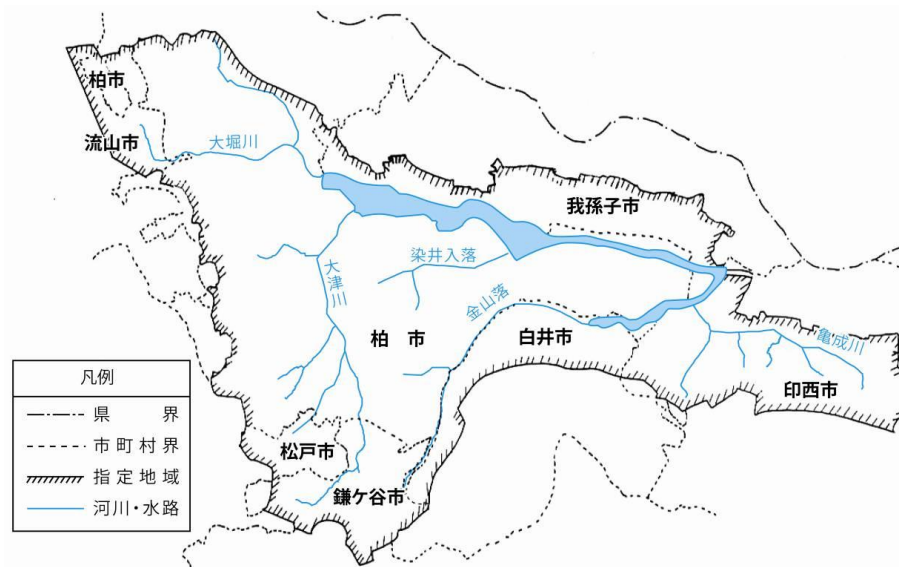 柏市
流山市
大堀川
我孫子市
染井入落
大津川
金山落
柏 市
白井市
亀成川
印西市
松戸市
鎌ケ谷市
凡例
県 界
市町村界
指定地域
河川・水路